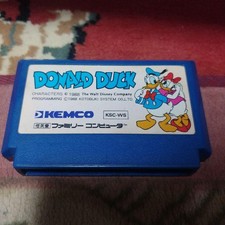 DONALD DUCK
CHARACTERS © 1988 The Walt Disney Company
PROGRAMMED © 1988 KOTOBUKI SYSTEM CO.,LTD.
KEMCO
KSC-WS
ファミリー コンピュータ